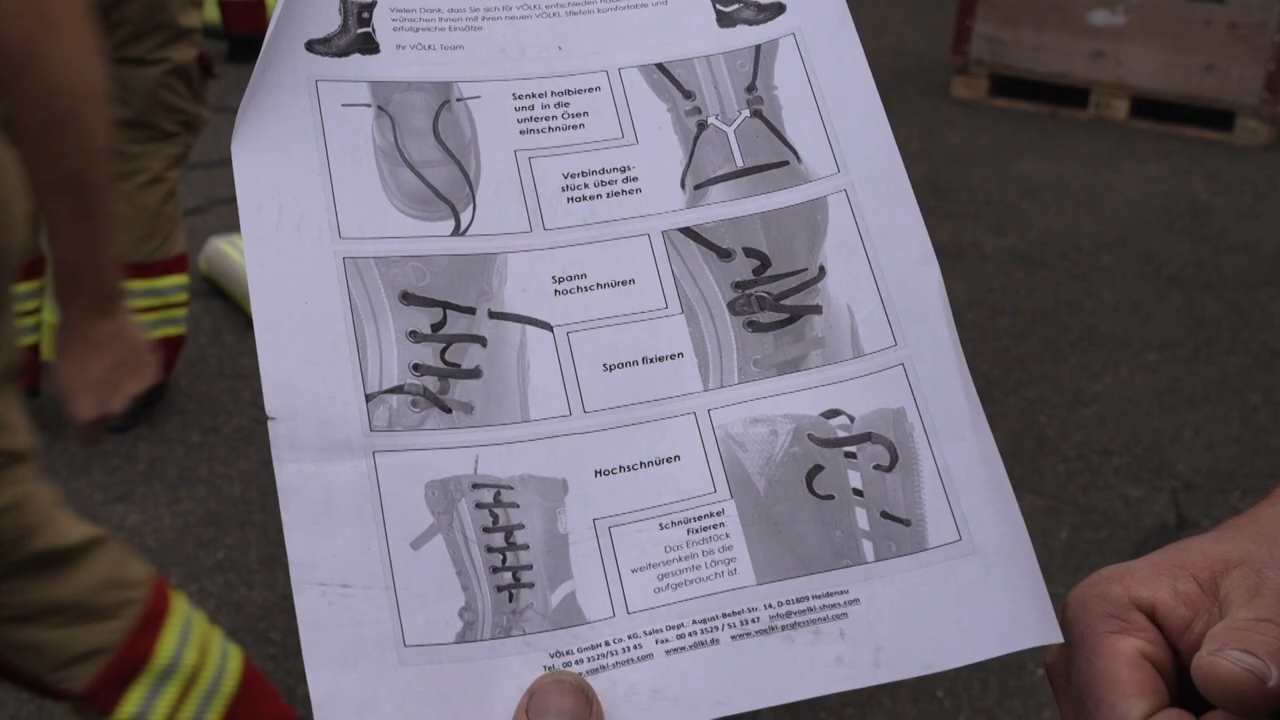 Vielen Dank, dass Sie sich für VÖLKL entschieden haben
wünschen Ihnen mit ihren neuen VÖLKL Stiefeln komfortable und
erfolgreiche Einsätze.
Ihr VÖLKL Team
Senkel halbieren
und in die
unteren Ösen
einschnüren
Verbindungs-
stück über die
Haken ziehen
Spann
hochschnüren
Spann fixieren
Hochschnüren
Schnürsenkel
Fixieren:
Das Endstück
weitersenkeln bis die
gesamte Länge
aufgebraucht ist.
VÖLKL GmbH & Co. KG, Sales Dept.: August-Bebel-Str. 14, D-01809 Heidenau
Tel.: 00 49 3529/51 33 45 Fax.: 00 49 3529 / 51 33 47 info@voelkl-shoes.com
.voelkl-shoes.com www.völkl.de www.voelkl-professional.com